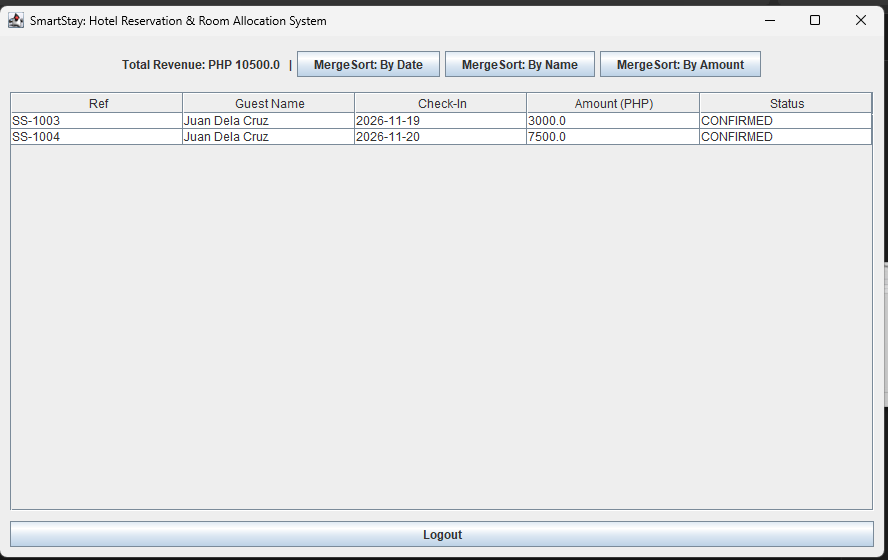 SmartStay: Hotel Reservation & Room Allocation System
Total Revenue: PHP 10500.0 | MergeSort: By Date MergeSort: By Name MergeSort: By Amount
Ref Guest Name Check-In Amount (PHP) Status
SS-1003 Juan Dela Cruz 2026-11-19 3000.0 CONFIRMED
SS-1004 Juan Dela Cruz 2026-11-20 7500.0 CONFIRMED
Logout